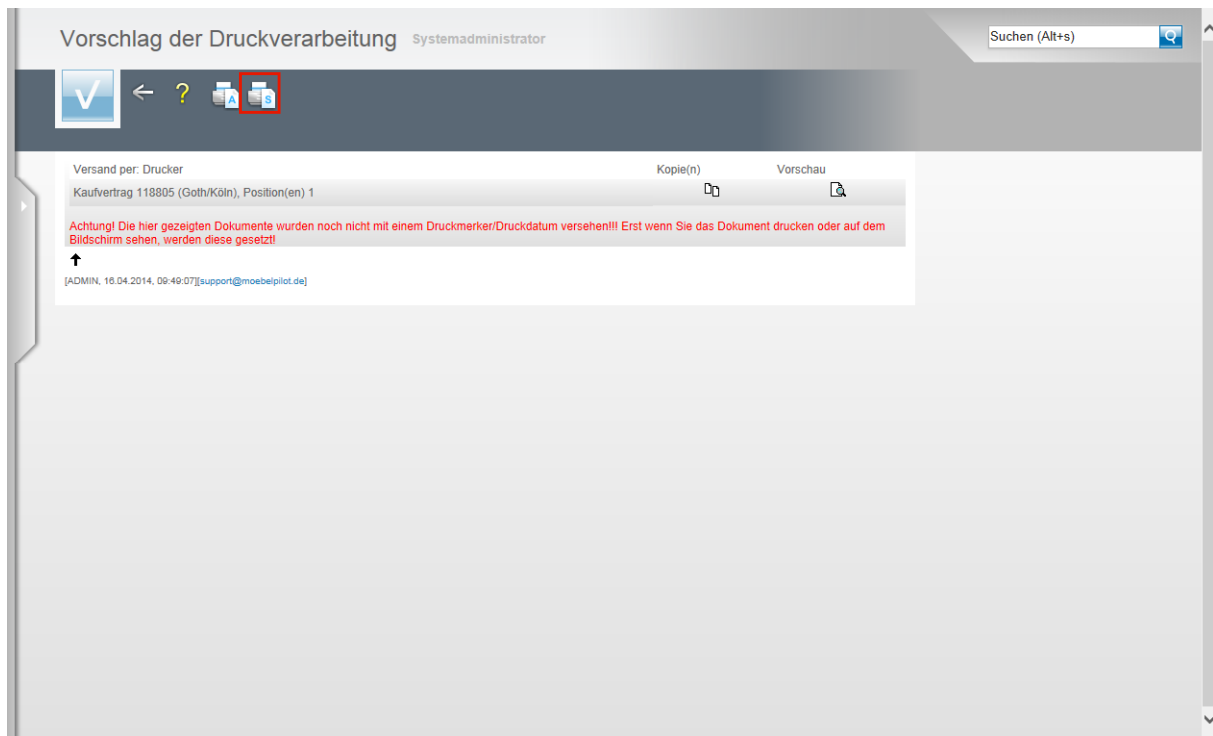 Vorschlag der Druckverarbeitung Systemadministrator
Suchen (Alt+s)
? A S
Versand per: Drucker Kopie(n) Vorschau
Kaufvertrag 118805 (Goth/Köln), Position(en) 1
Achtung! Die hier gezeigten Dokumente wurden noch nicht mit einem Druckmerker/Druckdatum versehen!!! Erst wenn Sie das Dokument drucken oder auf dem
Bildschirm sehen, werden diese gesetzt!
[ADMIN, 16.04.2014, 09:49:07][support@moebelpilot.de]